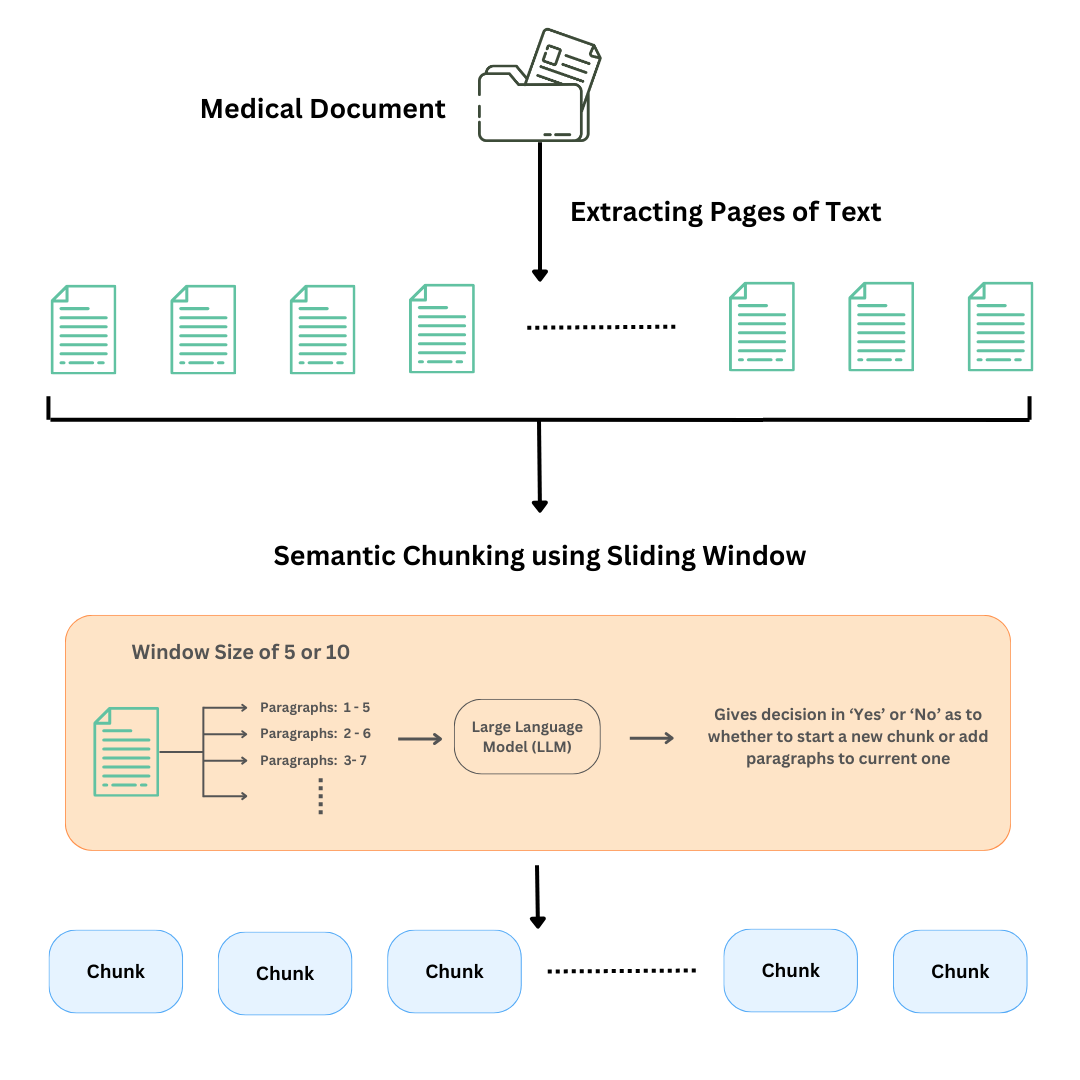 Medical Document
Extracting Pages of Text
Semantic Chunking using Sliding Window
Window Size of 5 or 10
Paragraphs: 1 - 5
Paragraphs: 2 - 6
Paragraphs: 3- 7
Large Language
Model (LLM)
Gives decision in ‘Yes’ or ‘No’ as to
whether to start a new chunk or add
paragraphs to current one
Chunk
Chunk
Chunk
Chunk
Chunk